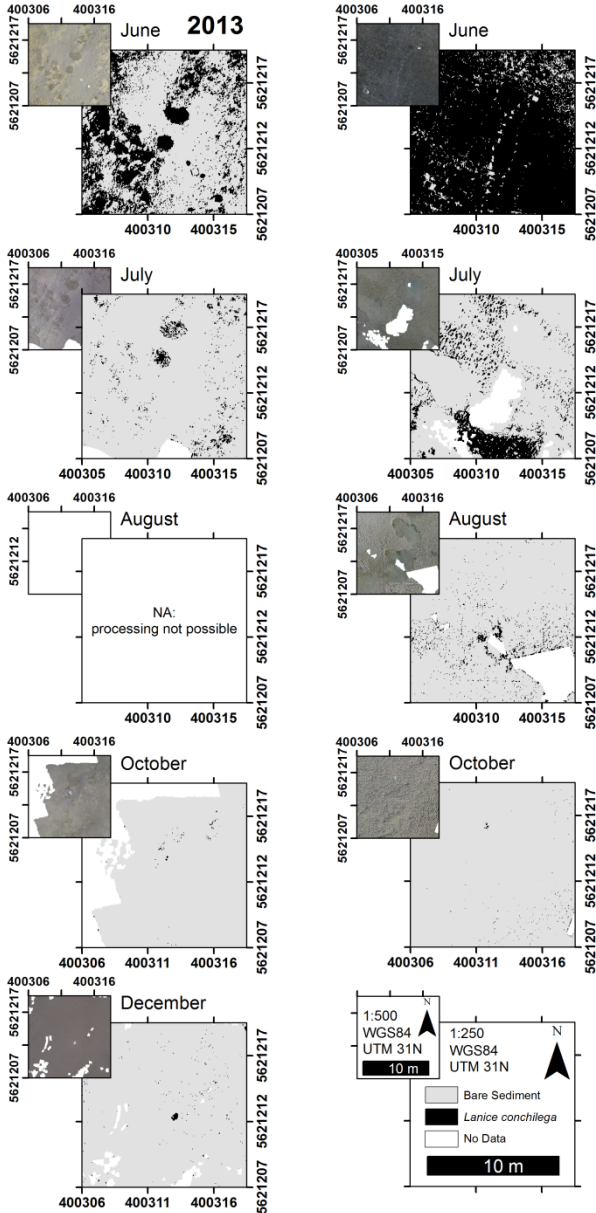 400306 400316
June 2013
5621217
5621207
5621217
5621212
5621207
400310 400315
400306 400316
June
5621217
5621207
5621217
5621212
5621207
400310 400315
400306 400316
July
5621217
5621207
5621217
5621212
5621207
400305 400310 400315
400305 400315
July
5621217
5621207
5621217
5621212
5621207
400305 400310 400315
400306 400316
August
5621212
5621217
5621212
5621207
NA:
processing not possible
400310 400315
400306 400316
August
5621217
5621207
5621217
5621212
5621207
400310 400315
400306 400316
October
5621217
5621207
5621217
5621212
5621207
400306 400311 400316
400306 400316
October
5621217
5621207
5621217
5621212
5621207
400306 400311 400316
400306 400316
December
5621217
5621207
5621217
5621212
5621207
400306 400311 400316
N
1:500
WGS84
UTM 31N
10 m
N
1:250
WGS84
UTM 31N
Bare Sediment
Lanice conchilega
No Data
10 m